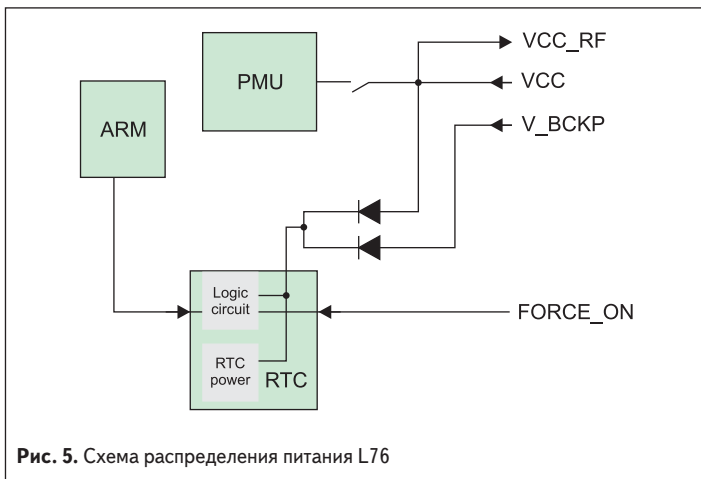 VCC_RF
PMU
VCC
ARM
V_BCKP
Logic
circuit
FORCE_ON
RTC
power
RTC
Рис. 5. Схема распределения питания L76